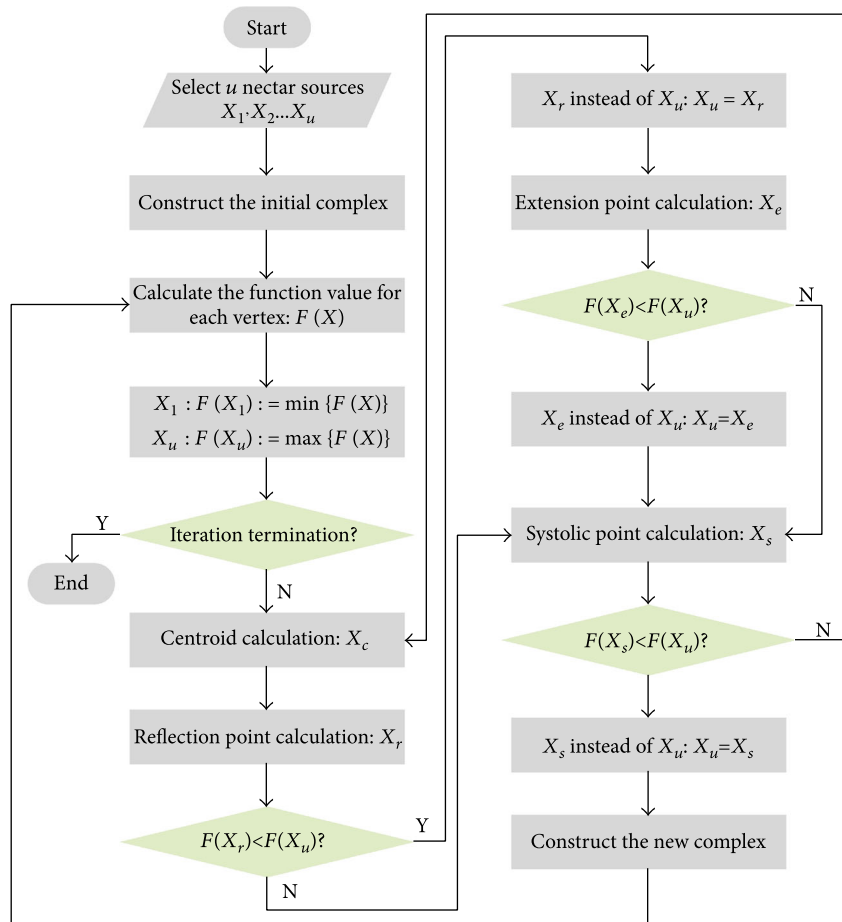 Start
Select u nectar sources
X₁,X₂...Xᵤ
Construct the initial complex
Calculate the function value for
each vertex: F (X)
X₁ : F (X₁) : = min {F (X)}
Xᵤ : F (Xᵤ) : = max {F (X)}
Iteration termination?
Y
End
N
Centroid calculation: X_c
Reflection point calculation: Xᵣ
F(Xᵣ)<F(Xᵤ)?
Y
N
Xᵣ instead of Xᵤ: Xᵤ = Xᵣ
Extension point calculation: Xₑ
F(Xₑ)<F(Xᵤ)?
N
Xₑ instead of Xᵤ: Xᵤ=Xₑ
Systolic point calculation: Xₛ
F(Xₛ)<F(Xᵤ)?
N
Xₛ instead of Xᵤ: Xᵤ=Xₛ
Construct the new complex